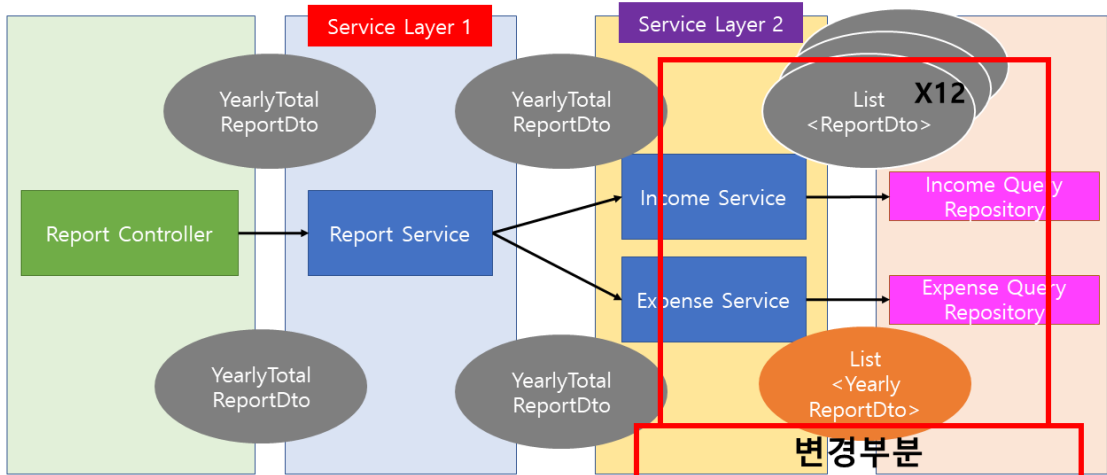 Service Layer 1
Service Layer 2
YearlyTotal
ReportDto
YearlyTotal
ReportDto
List
<ReportDto>
X12
Report Controller
Report Service
Income Service
Income Query
Repository
Expense Service
Expense Query
Repository
YearlyTotal
ReportDto
YearlyTotal
ReportDto
List
<Yearly
ReportDto>
변경부분